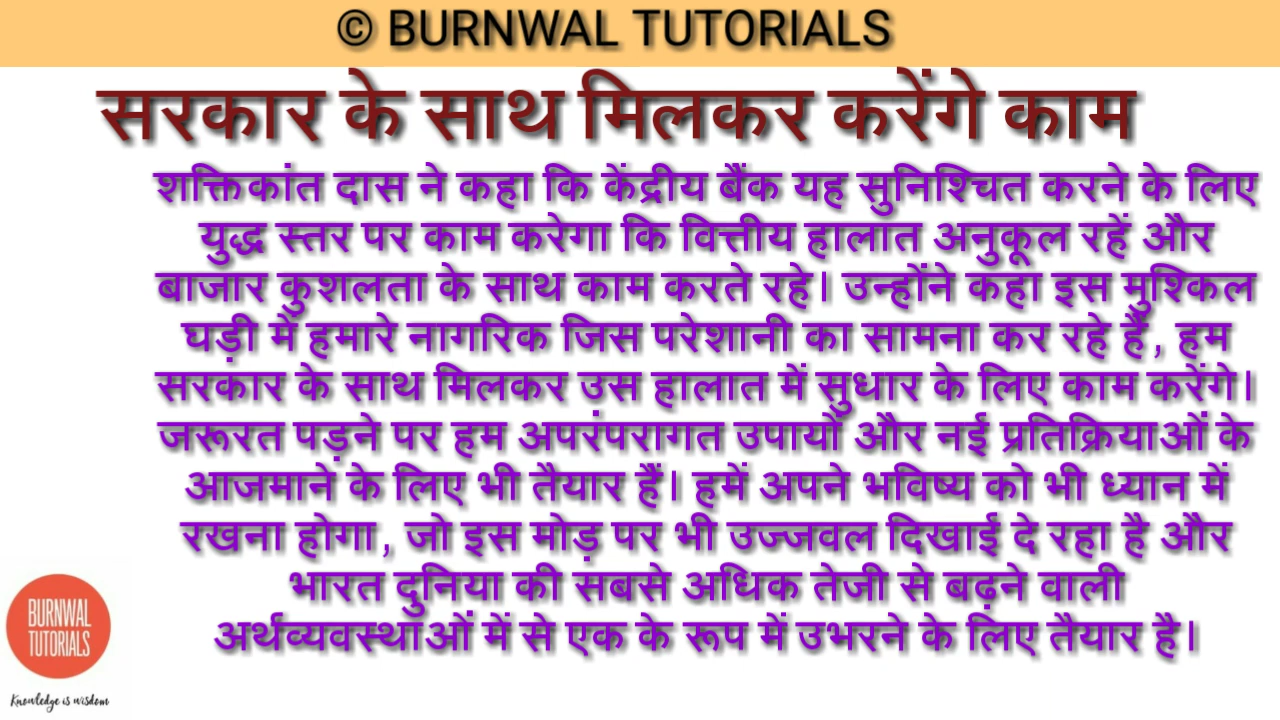 © BURNWAL TUTORIALS
सरकार के साथ मिलकर करेंगे काम
शक्तिकांत दास ने कहा कि केंद्रीय बैंक यह सुनिश्चित करने के लिए
युद्ध स्तर पर काम करेगा कि वित्तीय हालात अनुकूल रहें और
बाजार कुशलता के साथ काम करते रहे। उन्होंने कहा इस मुश्किल
घड़ी में हमारे नागरिक जिस परेशानी का सामना कर रहे हैं, हम
सरकार के साथ मिलकर उस हालात में सुधार के लिए काम करेंगे।
जरूरत पड़ने पर हम अपरंपरागत उपायों और नई प्रतिक्रियाओं के
आजमाने के लिए भी तैयार हैं। हमें अपने भविष्य को भी ध्यान में
रखना होगा, जो इस मोड़ पर भी उज्जवल दिखाई दे रहा है और
भारत दुनिया की सबसे अधिक तेजी से बढ़ने वाली
अर्थव्यवस्थाओं में से एक के रूप में उभरने के लिए तैयार है।
BURNWAL
TUTORIALS
Knowledge is wisdom